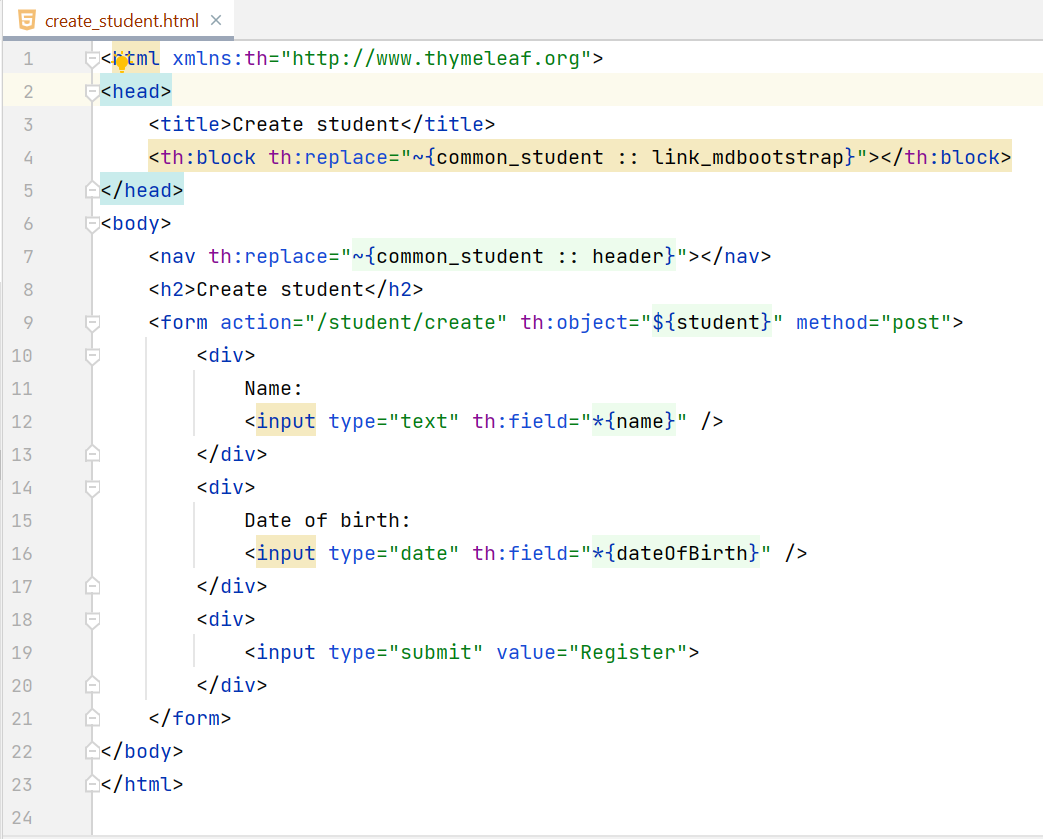 create_student.html
1 <html xmlns:th="http://www.thymeleaf.org">
2 <head>
3     <title>Create student</title>
4     <th:block th:replace="~{common_student :: link_mdbootstrap}"></th:block>
5 </head>
6 <body>
7     <nav th:replace="~{common_student :: header}"></nav>
8     <h2>Create student</h2>
9     <form action="/student/create" th:object="${student}" method="post">
10         <div>
11             Name:
12             <input type="text" th:field="*{name}" />
13         </div>
14         <div>
15             Date of birth:
16             <input type="date" th:field="*{dateOfBirth}" />
17         </div>
18         <div>
19             <input type="submit" value="Register">
20         </div>
21     </form>
22 </body>
23 </html>
24